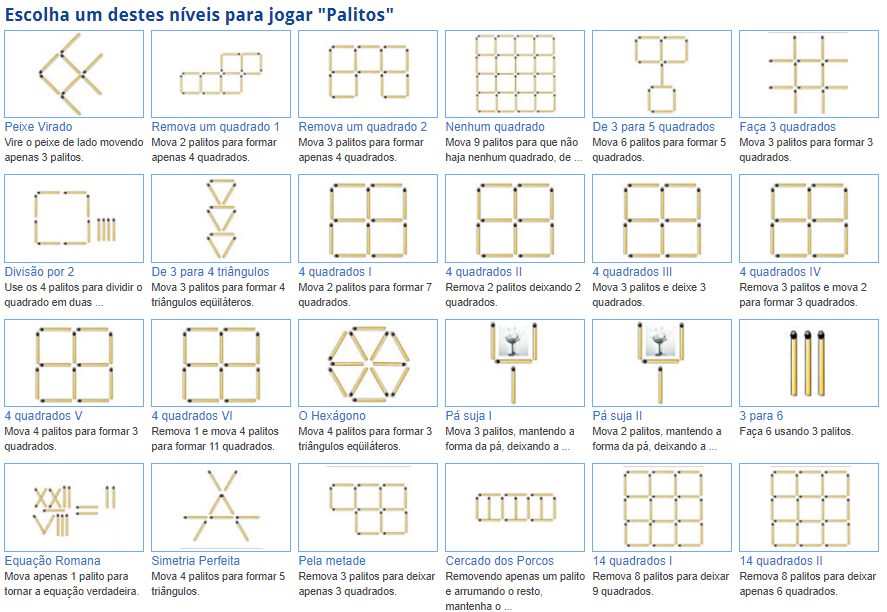 Escolha um destes níveis para jogar "Palitos"
Peixe Virado
Vire o peixe de lado movendo
apenas 3 palitos.
Remova um quadrado 1
Mova 2 palitos para formar
apenas 4 quadrados.
Remova um quadrado 2
Mova 3 palitos para formar
apenas 4 quadrados.
Nenhum quadrado
Mova 9 palitos para que não
haja nenhum quadrado, de ...
De 3 para 5 quadrados
Mova 6 palitos para formar 5
quadrados.
Faça 3 quadrados
Mova 3 palitos para formar 3
quadrados.
Divisão por 2
Use os 4 palitos para dividir o
quadrado em duas ...
De 3 para 4 triângulos
Mova 3 palitos para formar 4
triângulos eqüiláteros.
4 quadrados I
Mova 2 palitos para formar 7
quadrados.
4 quadrados II
Remova 2 palitos deixando 2
quadrados.
4 quadrados III
Mova 3 palitos e deixe 3
quadrados.
4 quadrados IV
Remova 3 palitos e mova 2
para formar 3 quadrados.
4 quadrados V
Mova 4 palitos para formar 3
quadrados.
4 quadrados VI
Remova 1 e mova 4 palitos
para formar 11 quadrados.
O Hexágono
Mova 4 palitos para formar 3
triângulos eqüiláteros.
Pá suja I
Mova 3 palitos, mantendo a
forma da pá, deixando a ...
Pá suja II
Mova 2 palitos, mantendo a
forma da pá, deixando a ...
3 para 6
Faça 6 usando 3 palitos.
Equação Romana
Mova apenas 1 palito para
tornar a equação verdadeira.
Simetria Perfeita
Mova 4 palitos para formar 5
triângulos.
Pela metade
Remova 3 palitos para deixar
apenas 3 quadrados.
Cercado dos Porcos
Removendo apenas um palito
e arrumando o resto,
mantenha o ...
14 quadrados I
Remova 8 palitos para deixar
9 quadrados.
14 quadrados II
Remova 8 palitos para deixar
apenas 6 quadrados.